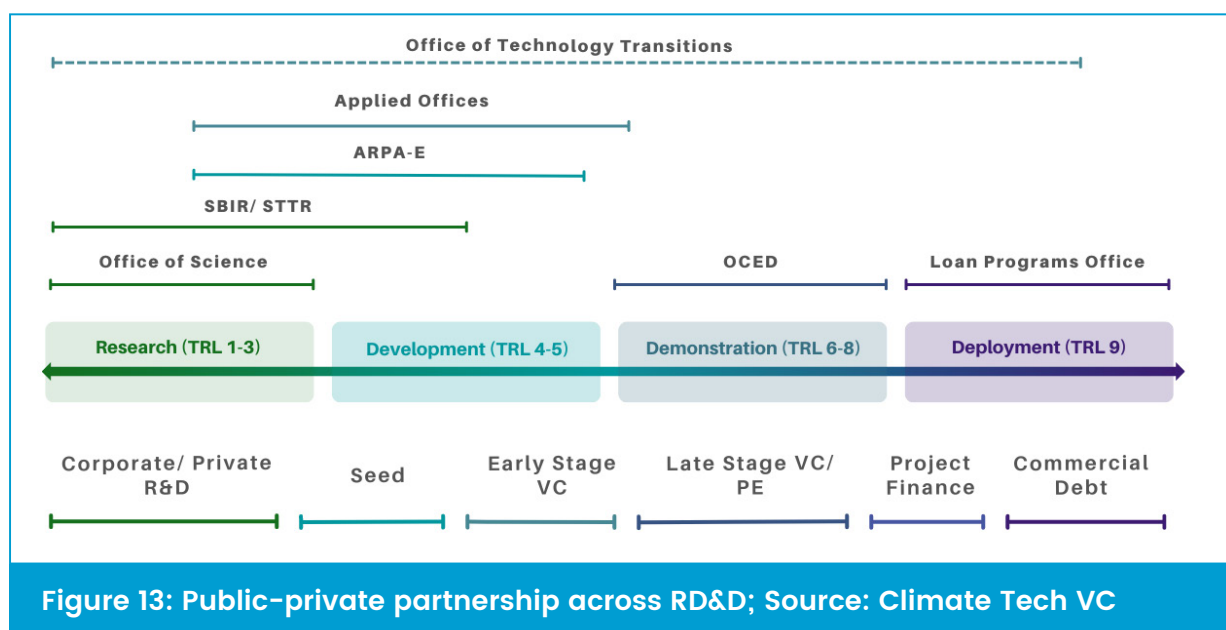 Office of Technology Transitions
Applied Offices
ARPA-E
SBIR/ STTR
Office of Science
OCED
Loan Programs Office
Research (TRL 1-3)
Development (TRL 4-5)
Demonstration (TRL 6-8)
Deployment (TRL 9)
Corporate/ Private
R&D
Seed
Early Stage
VC
Late Stage VC/
PE
Project
Finance
Commercial
Debt
Figure 13: Public-private partnership across RD&D; Source: Climate Tech VC